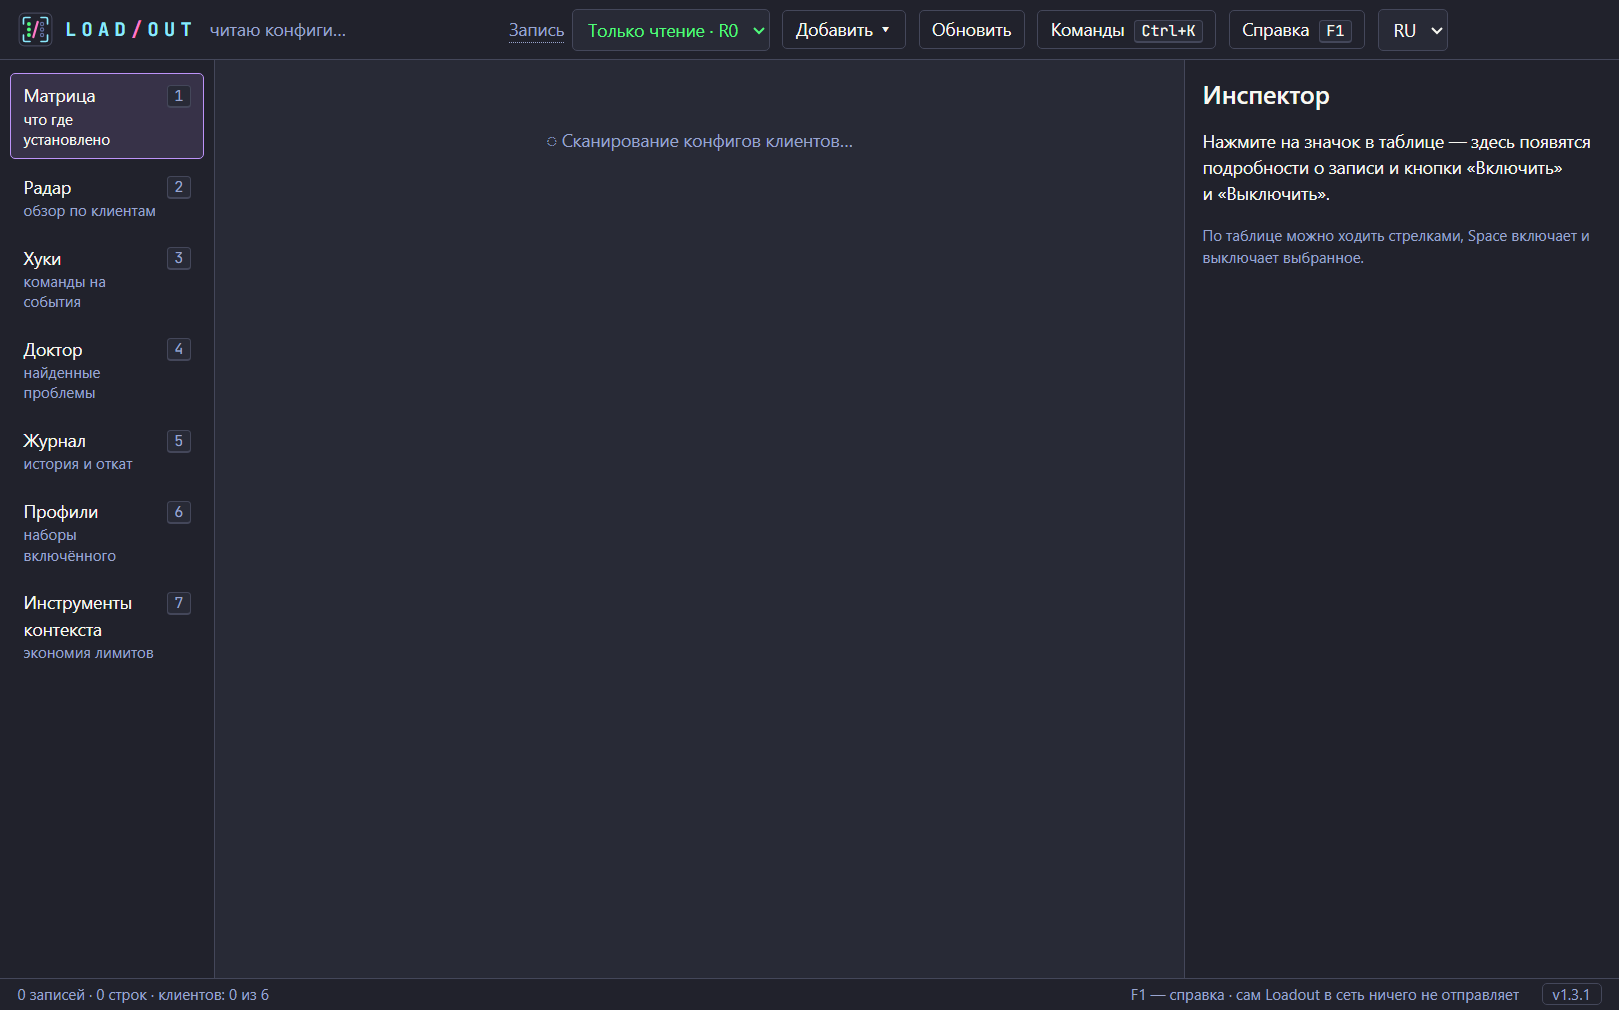 LOAD/OUT читаю конфиги... Запись Только чтение · R0 Добавить ▾ Обновить Команды Ctrl+K Справка F1 RU
Матрица 1
что где
установлено
Радар 2
обзор по клиентам
Хуки 3
команды на
события
Доктор 4
найденные
проблемы
Журнал 5
история и откат
Профили 6
наборы
включённого
Инструменты 7
контекста
экономия лимитов
◌ Сканирование конфигов клиентов…
Инспектор
Нажмите на значок в таблице — здесь появятся
подробности о записи и кнопки «Включить»
и «Выключить».
По таблице можно ходить стрелками, Space включает и
выключает выбранное.
0 записей · 0 строк · клиентов: 0 из 6
F1 — справка · сам Loadout в сеть ничего не отправляет v1.3.1